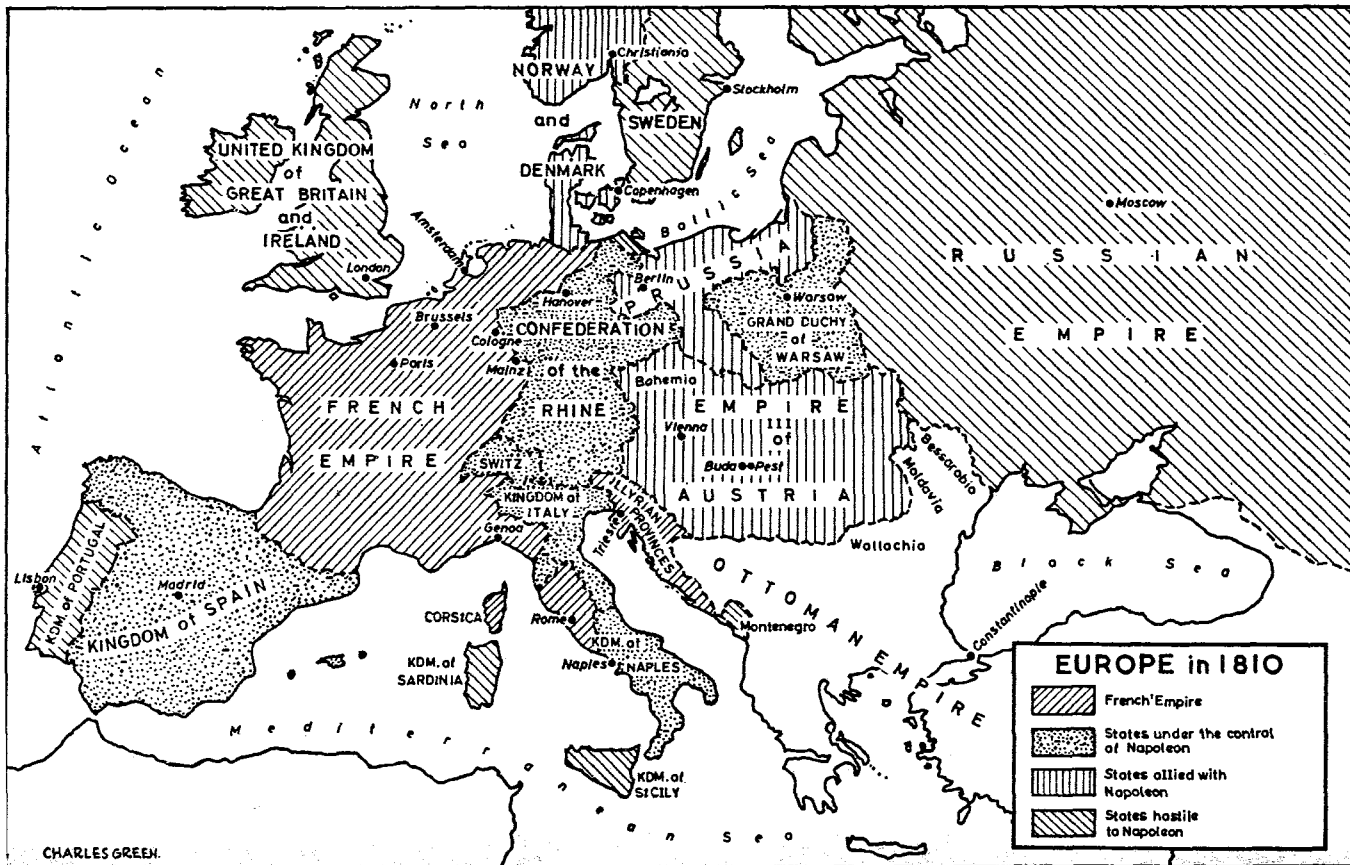 Atlantic Ocean
North
Sea
NORWAY
and
DENMARK
Christiania
Stockholm
SWEDEN
Copenhagen
Baltic Sea
UNITED KINGDOM
of
GREAT BRITAIN
and
IRELAND
London
Amsterdam
Moscow
RUSSIAN
EMPIRE
PRUSSIA
Berlin
Hanover
Warsaw
GRAND DUCHY
of
WARSAW
Brussels
Cologne
Mainz
CONFEDERATION
of the
RHINE
Paris
FRENCH
EMPIRE
Bohemia
EMPIRE
of
AUSTRIA
Vienna
Buda
Pest
Bessarabia
Moldavia
Wallachia
SWITZ
KINGDOM of
ITALY
ILLYRIAN
PROVINCES
Trieste
Genoa
Lisbon
KDM. of PORTUGAL
Madrid
KINGDOM of SPAIN
CORSICA
KDM. of
SARDINIA
Rome
Naples
KDM. of
NAPLES
Montenegro
OTTOMAN EMPIRE
Black Sea
Constantinople
KDM. of
SICILY
Mediterranean Sea
EUROPE in 1810
French Empire
States under the control
of Napoleon
States allied with
Napoleon
States hostile
to Napoleon
CHARLES GREEN.